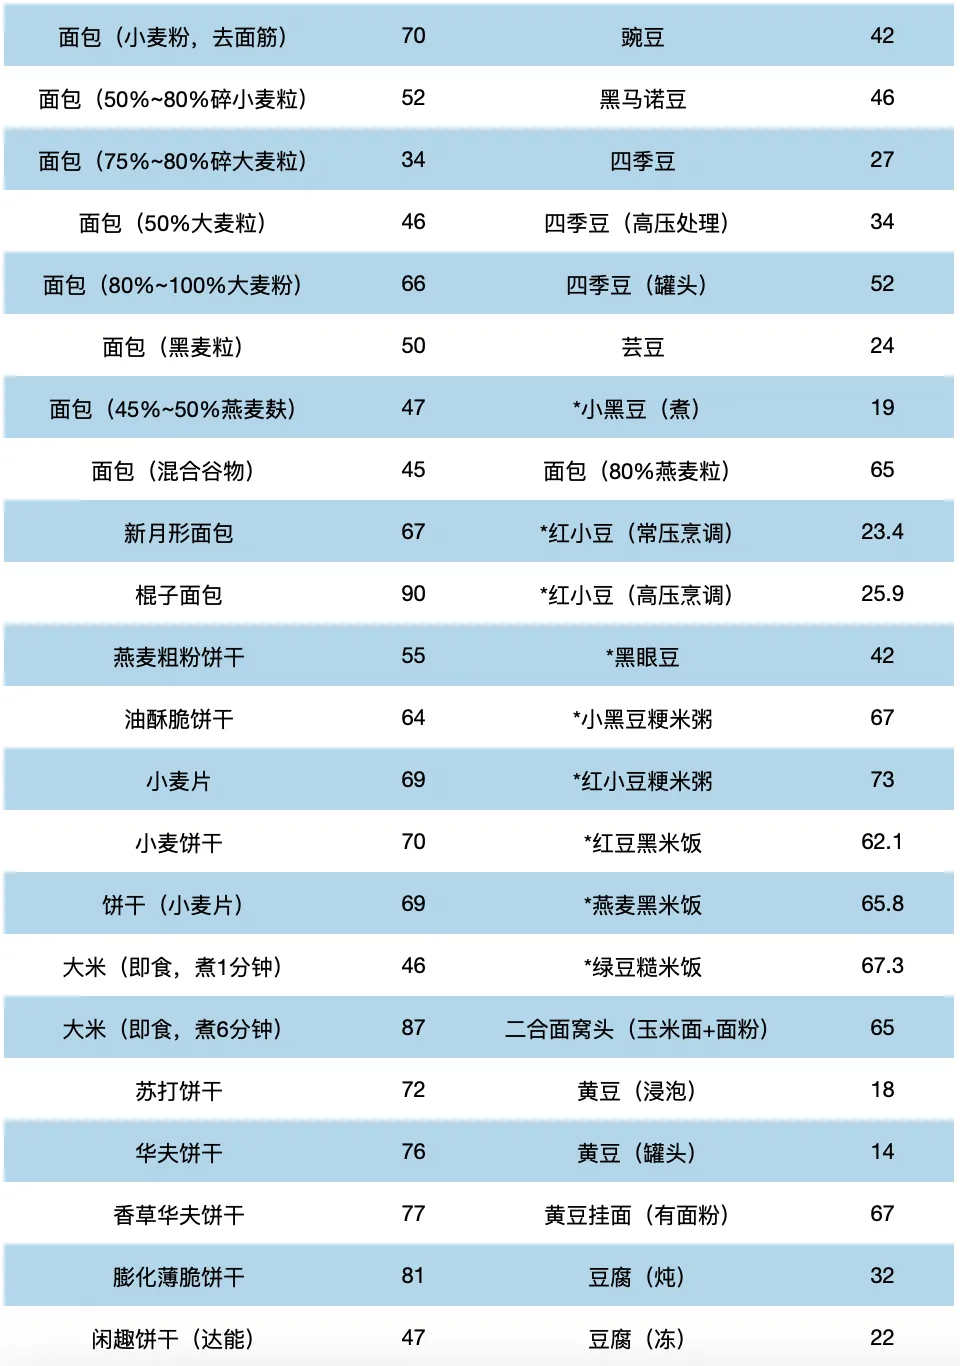 面包（小麦粉，去面筋） 70 豌豆 42
面包（50%~80%碎小麦粒） 52 黑马诺豆 46
面包（75%~80%碎大麦粒） 34 四季豆 27
面包（50%大麦粒） 46 四季豆（高压处理） 34
面包（80%~100%大麦粉） 66 四季豆（罐头） 52
面包（黑麦粒） 50 芸豆 24
面包（45%~50%燕麦麸） 47 *小黑豆（煮） 19
面包（混合谷物） 45 面包（80%燕麦粒） 65
新月形面包 67 *红小豆（常压烹调） 23.4
棍子面包 90 *红小豆（高压烹调） 25.9
燕麦粗粉饼干 55 *黑眼豆 42
油酥脆饼干 64 *小黑豆粳米粥 67
小麦片 69 *红小豆粳米粥 73
小麦饼干 70 *红豆黑米饭 62.1
饼干（小麦片） 69 *燕麦黑米饭 65.8
大米（即食，煮1分钟） 46 *绿豆糙米饭 67.3
大米（即食，煮6分钟） 87 二合面窝头（玉米面+面粉） 65
苏打饼干 72 黄豆（浸泡） 18
华夫饼干 76 黄豆（罐头） 14
香草华夫饼干 77 黄豆挂面（有面粉） 67
膨化薄脆饼干 81 豆腐（炖） 32
闲趣饼干（达能） 47 豆腐（冻） 22